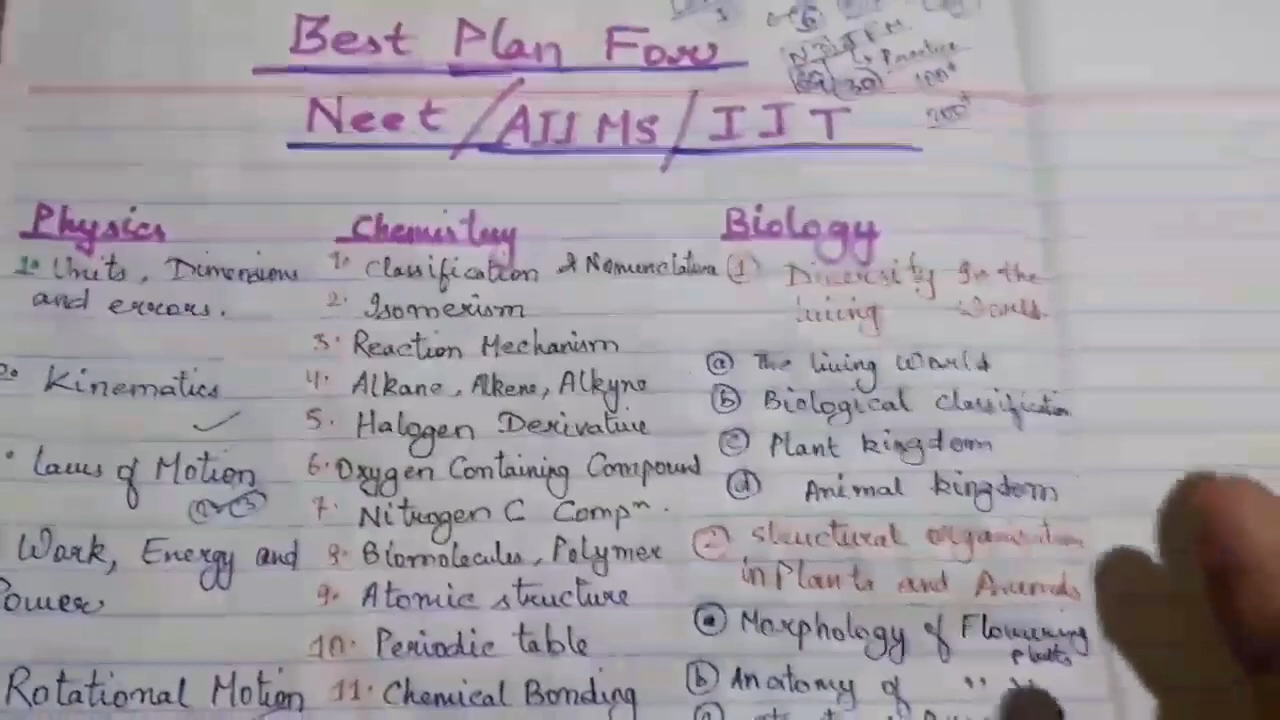 Best Plan For
Neet / AIIMS / IIT
Practice
Physics
1. Units, Dimensions
and errors.
Kinematics
Laws of Motion
Work, Energy and
Power
Rotational Motion
Chemistry
1. Classification & Nomenclature
2. Isomerism
3. Reaction Mechanism
4. Alkane, Alkene, Alkyne
5. Halogen Derivative
6. Oxygen Containing Compound
7. Nitrogen C Compn.
8. Biomolecules, Polymer
9. Atomic structure
10. Periodic table
11. Chemical Bonding
Biology
(1) Diversity In the
living World
(a) The living World
(b) Biological Classification
(c) Plant kingdom
(d) Animal kingdom
(2) Structural organisation
in Plants and Animals
(a) Morphology of Flowering
plants
(b) Anatomy of " "